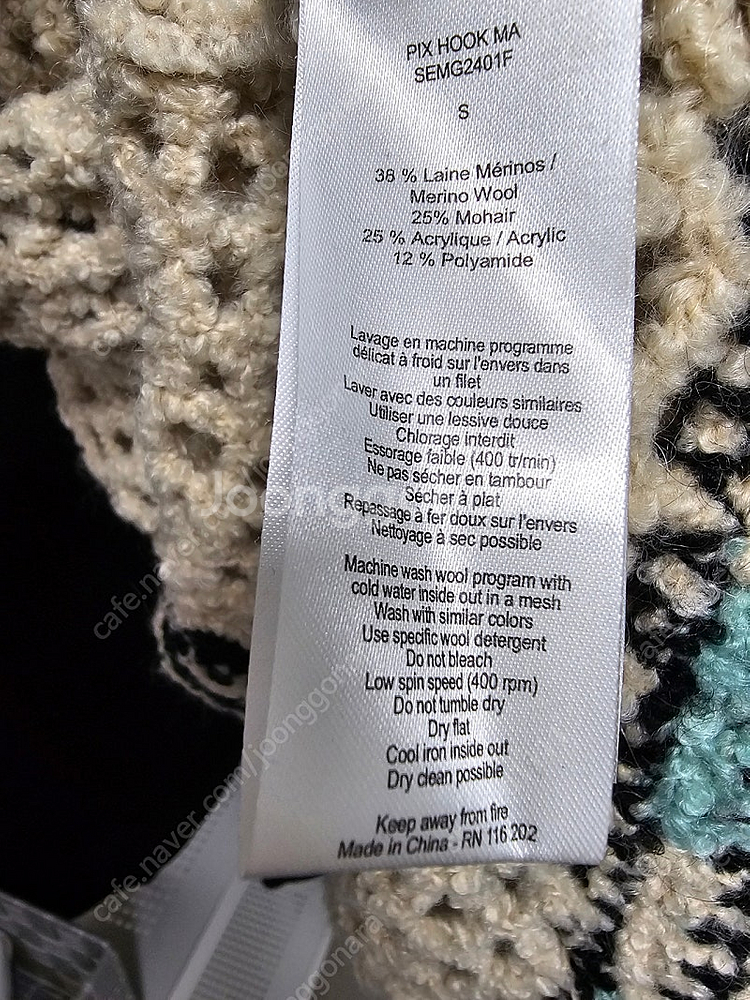 PIX HOOK MA
SEMG2401F
S
38 % Laine Mérinos /
Merino Wool
25% Mohair
25 % Acrylique / Acrylic
12 % Polyamide
Lavage en machine programme
délicat à froid sur l'envers dans
un filet
Laver avec des couleurs similaires
Utiliser une lessive douce
Chlorage interdit
Essorage faible (400 tr/min)
Ne pas sécher en tambour
Sécher à plat
Repassage à fer doux sur l'envers
Nettoyage à sec possible
Machine wash wool program with
cold water inside out in a mesh
Wash with similar colors
Use specific wool detergent
Do not bleach
Low spin speed (400 rpm)
Do not tumble dry
Dry flat
Cool iron inside out
Dry clean possible
Keep away from fire
Made in China - RN 116 202
cafe.naver.com/joonggonara